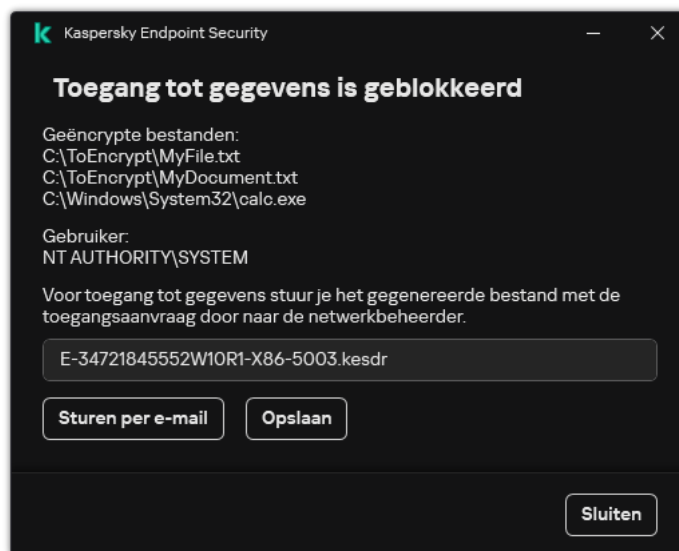 Kaspersky Endpoint Security
Toegang tot gegevens is geblokkeerd
Geëncrypte bestanden:
C:\ToEncrypt\MyFile.txt
C:\ToEncrypt\MyDocument.txt
C:\Windows\System32\calc.exe
Gebruiker:
NT AUTHORITY\SYSTEM
Voor toegang tot gegevens stuur je het gegenereerde bestand met de
toegangsaanvraag door naar de netwerkbeheerder.
E-34721845552W10R1-X86-5003.kesdr
Sturen per e-mail Opslaan
Sluiten